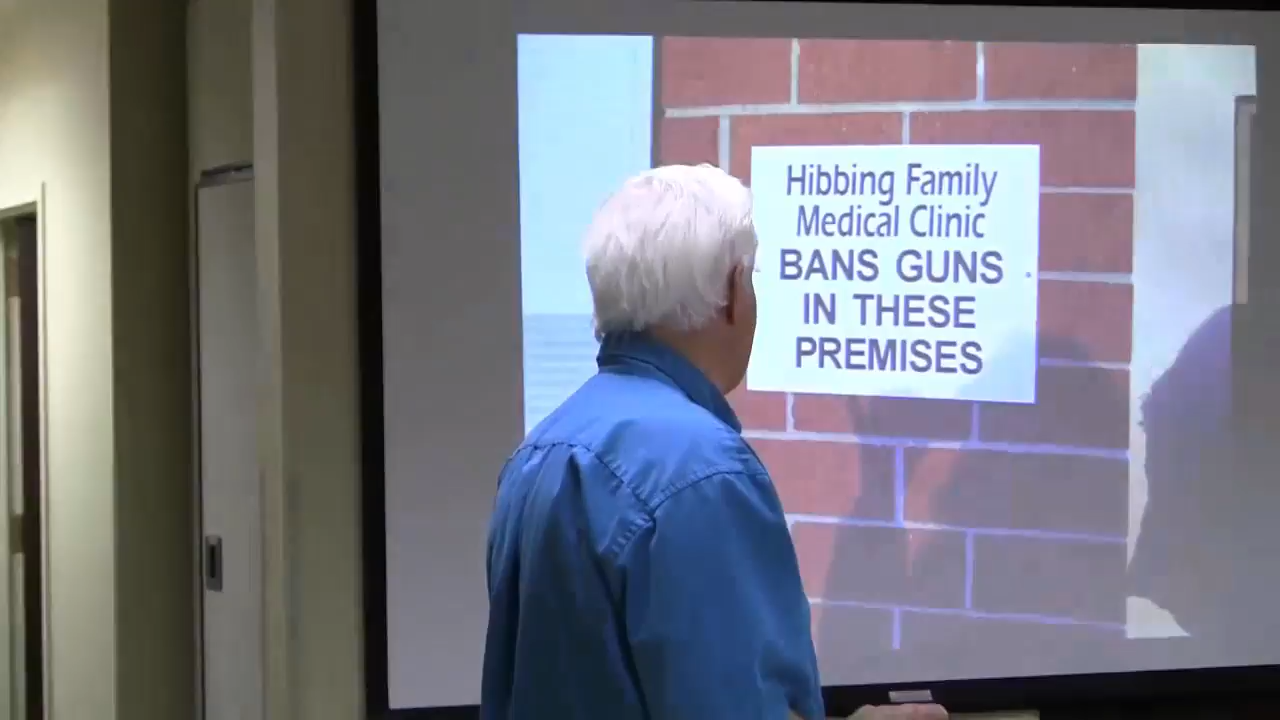 Hibbing Family
Medical Clinic
BANS GUNS
IN THESE
PREMISES